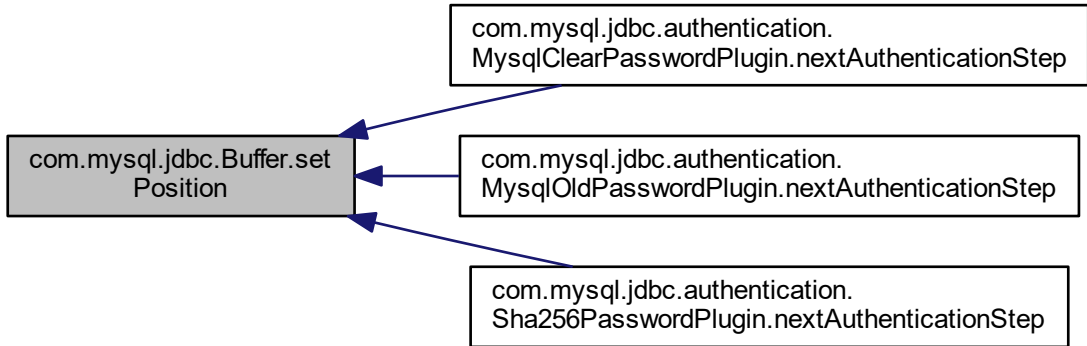 com.mysql.jdbc.authentication.
MysqlClearPasswordPlugin.nextAuthenticationStep
com.mysql.jdbc.Buffer.set
Position
com.mysql.jdbc.authentication.
MysqlOldPasswordPlugin.nextAuthenticationStep
com.mysql.jdbc.authentication.
Sha256PasswordPlugin.nextAuthenticationStep